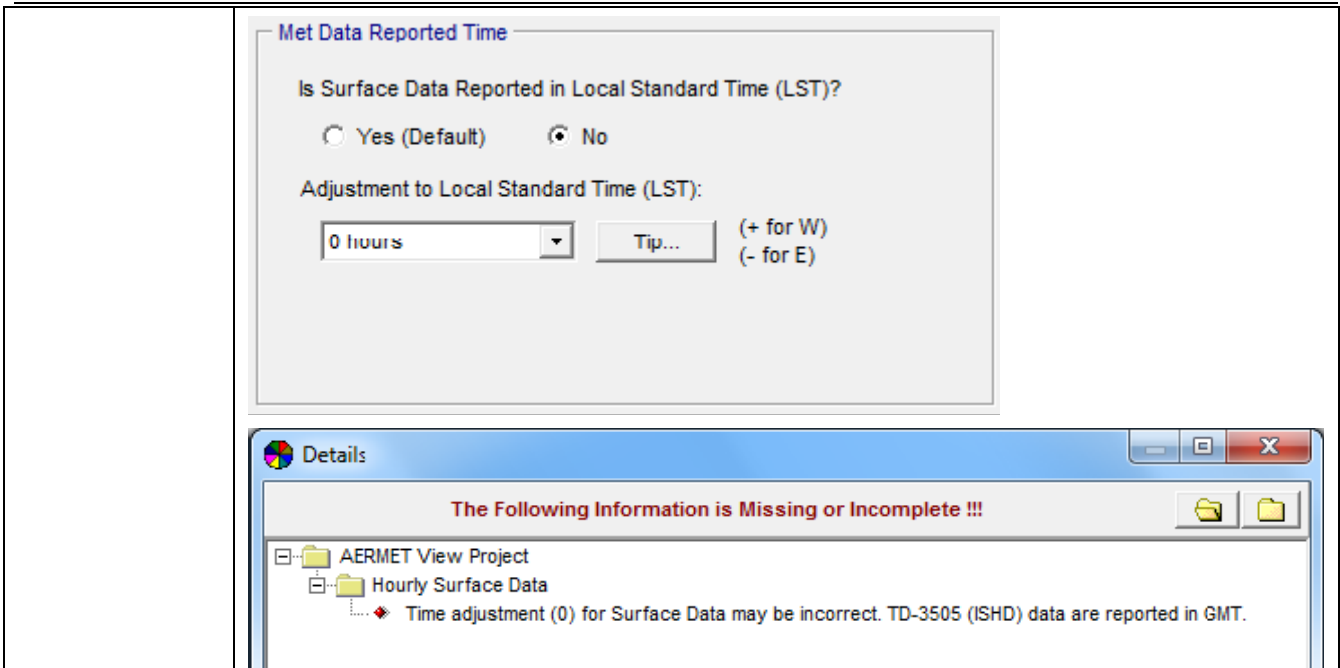 Met Data Reported Time
Is Surface Data Reported in Local Standard Time (LST)?
Yes (Default) No
Adjustment to Local Standard Time (LST):
0 hours Tip... (+ for W)
(- for E)
Details
The Following Information is Missing or Incomplete !!!
AERMET View Project
Hourly Surface Data
Time adjustment (0) for Surface Data may be incorrect. TD-3505 (ISHD) data are reported in GMT.